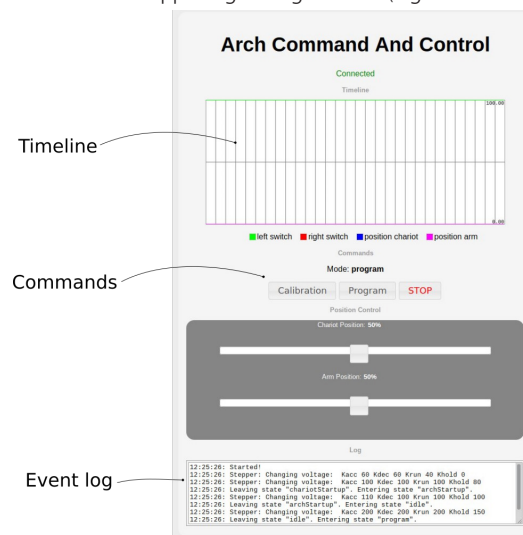 Arch Command And Control
Connected
Timeline
100.00
Timeline
0.00
left switch right switch position chariot position arm
Commands
Mode: program
Commands
Calibration Program STOP
Position Control
Chariot Position: 50%
Arm Position: 50%
Log
Event log
12:25:26: Started!
12:25:26: Stepper: Changing voltage: Kacc 60 Kdec 60 Krun 40 Khold 0
12:25:26: Stepper: Changing voltage: Kacc 100 Kdec 100 Krun 100 Khold 80
12:25:26: Leaving state "chariotStartup". Entering state "archStartup".
12:25:26: Stepper: Changing voltage: Kacc 110 Kdec 100 Krun 100 Khold 100
12:25:26: Leaving state "archStartup". Entering state "idle".
12:25:26: Stepper: Changing voltage: Kacc 200 Kdec 200 Krun 200 Khold 150
12:25:26: Leaving state "idle". Entering state "program".